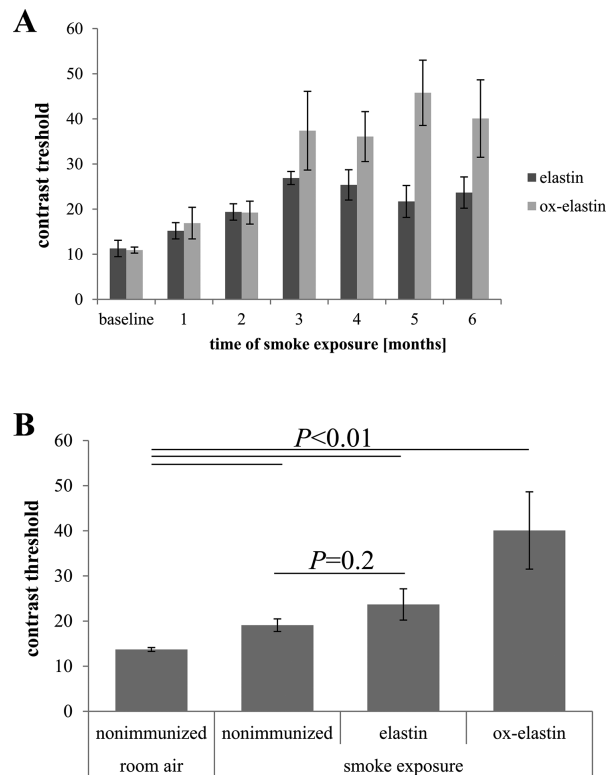 A
60
50
40
30
20
10
0
contrast treshold
elastin
ox-elastin
baseline 1 2 3 4 5 6
time of smoke exposure [months]
B
60
50
40
30
20
10
0
contrast threshold
P<0.01
P=0.2
nonimmunized nonimmunized elastin ox-elastin
room air smoke exposure